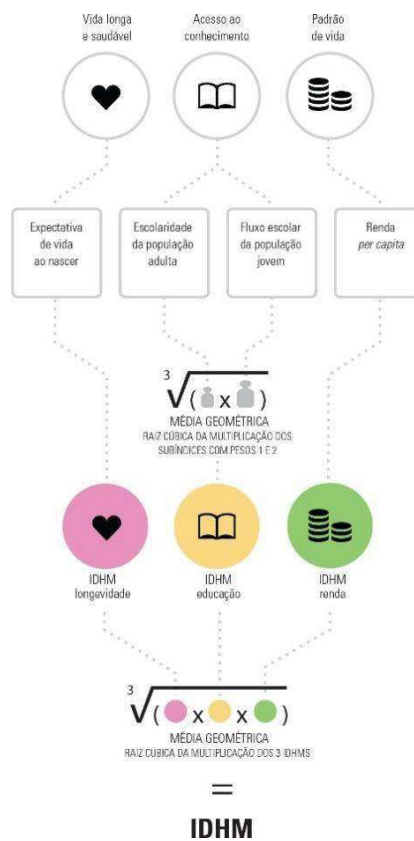 Vida longa
e saudável
Acesso ao
conhecimento
Padrão
de vida
Expectativa
de vida
ao nascer
Escolaridade
da população
adulta
Fluxo escolar
da população
jovem
Renda
per capita
3√( x )
MÉDIA GEOMÉTRICA
RAIZ CÚBICA DA MULTIPLICAÇÃO DOS
SUBÍNDICES COM PESOS 1 E 2
IDHM
longevidade
IDHM
educação
IDHM
renda
3√( x x )
MÉDIA GEOMÉTRICA
RAIZ CÚBICA DA MULTIPLICAÇÃO DOS 3 IDHMS
=
IDHM